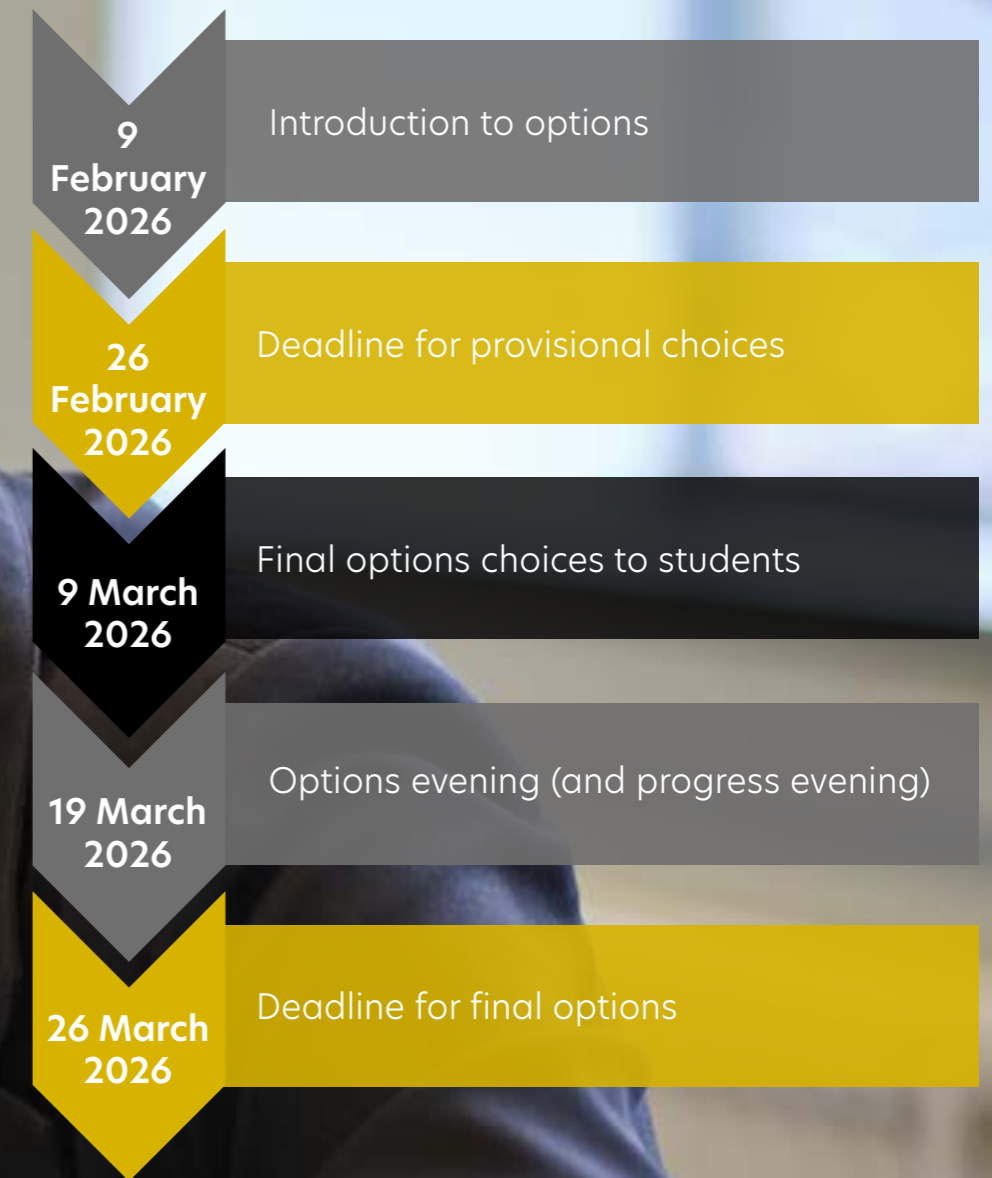 9
February
2026
Introduction to options
26
February
2026
Deadline for provisional choices
9 March
2026
Final options choices to students
19 March
2026
Options evening (and progress evening)
26 March
2026
Deadline for final options